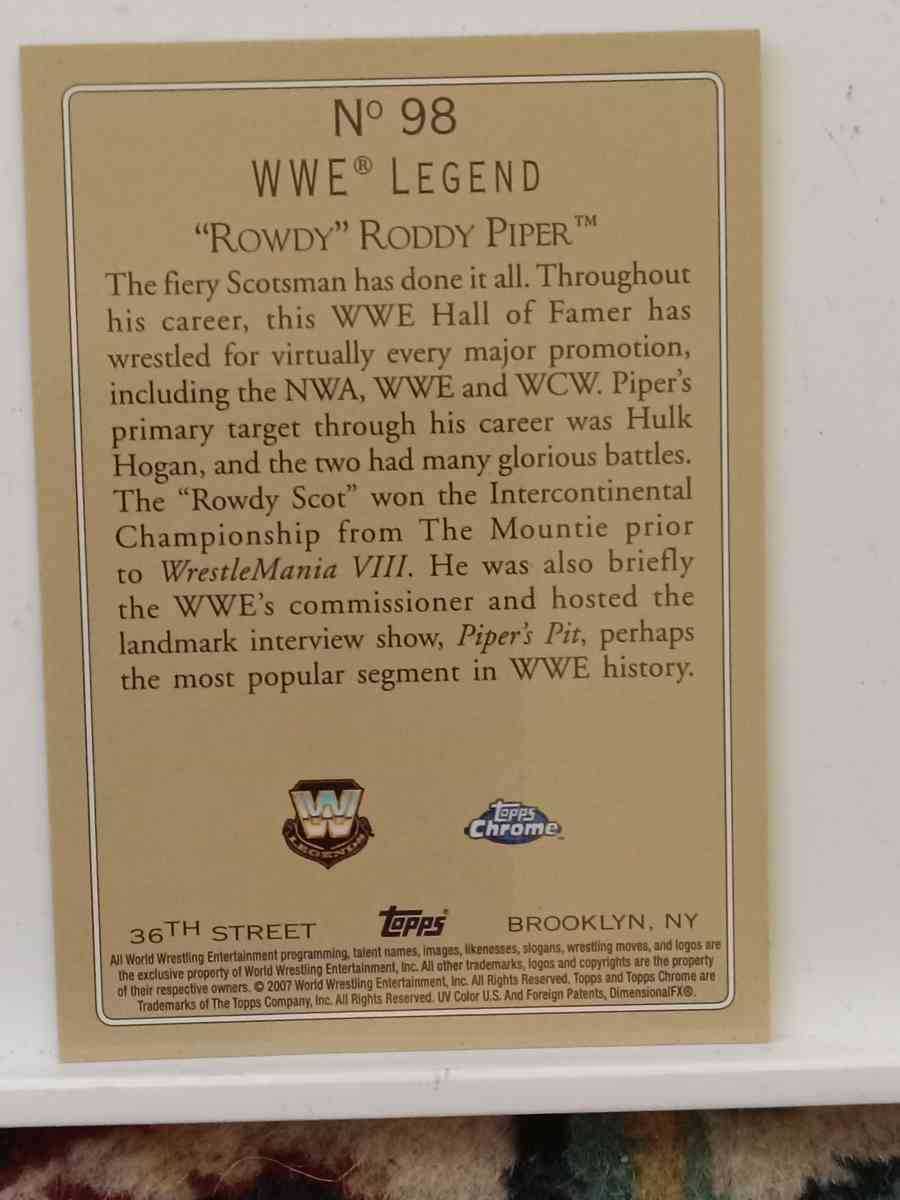 Nº 98
WWE® LEGEND
“ROWDY” RODDY PIPER™
The fiery Scotsman has done it all. Throughout
his career, this WWE Hall of Famer has
wrestled for virtually every major promotion,
including the NWA, WWE and WCW. Piper's
primary target through his career was Hulk
Hogan, and the two had many glorious battles.
The “Rowdy Scot” won the Intercontinental
Championship from The Mountie prior
to WrestleMania VIII. He was also briefly
the WWE's commissioner and hosted the
landmark interview show, Piper's Pit, perhaps
the most popular segment in WWE history.
W
LEGENDS
Topps
Chrome™
36TH STREET Topps® BROOKLYN, NY
All World Wrestling Entertainment programming, talent names, images, likenesses, slogans, wrestling moves, and logos are
the exclusive property of World Wrestling Entertainment, Inc. All other trademarks, logos and copyrights are the property
of their respective owners. © 2007 World Wrestling Entertainment, Inc. All Rights Reserved. Topps and Topps Chrome are
Trademarks of The Topps Company, Inc. All Rights Reserved. UV Color U.S. And Foreign Patents, DimensionalFX®.